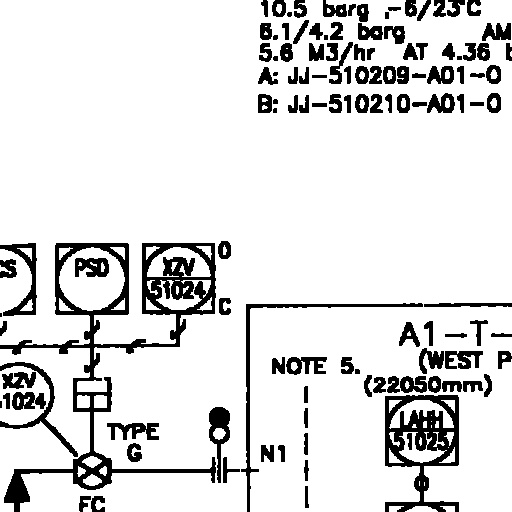 10.5 barg ,-6/23°C
6.1/4.2 barg AM
5.6 M3/hr AT 4.36 b
A: JJ-510209-A01-0
B: JJ-510210-A01-0
CS
PSD
XZV
51024
O
C
A1-T-
(WEST P
NOTE 5.
(22050mm)
XZV
51024
LAHH
51025
TYPE
G
N1
FC